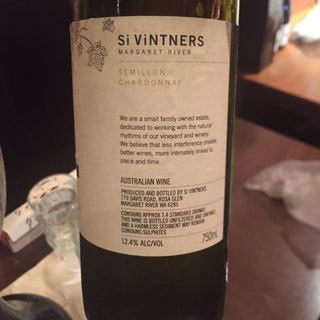 Si ViNTNERS
MARGARET RIVER
SEMILLON
CHARDONNAY
We are a small family owned estate,
dedicated to working with the natural
rhythms of our vineyard and winery.
We believe that less interference creates
better wines, more intimately linked to
place and time.
AUSTRALIAN WINE
PRODUCED AND BOTTLED BY SI VINTNERS
779 DAVIS ROAD, ROSA GLEN
MARGARET RIVER WA 6285
CONTAINS APPROX 7.4 STANDARD DRINKS
THIS WINE IS BOTTLED UNFILTERED AND UNFINED
AND A HARMLESS SEDIMENT MAY REMAIN
CONTAINS SULPHITES
12.4% ALC/VOL
750mL